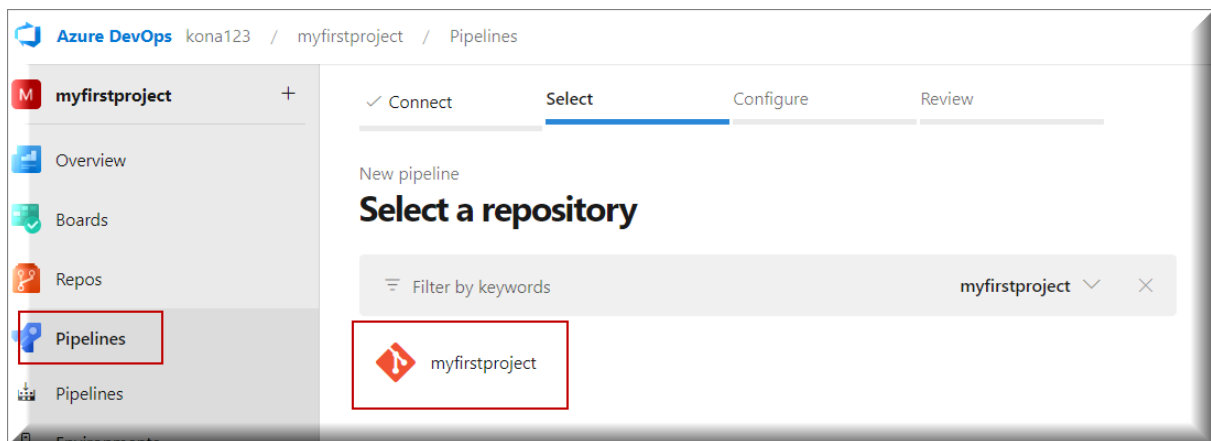 Azure DevOps kona123 / myfirstproject / Pipelines
M myfirstproject +
Overview
Boards
Repos
Pipelines
Pipelines
Environments
Connect Select Configure Review
New pipeline
Select a repository
Filter by keywords myfirstproject
myfirstproject